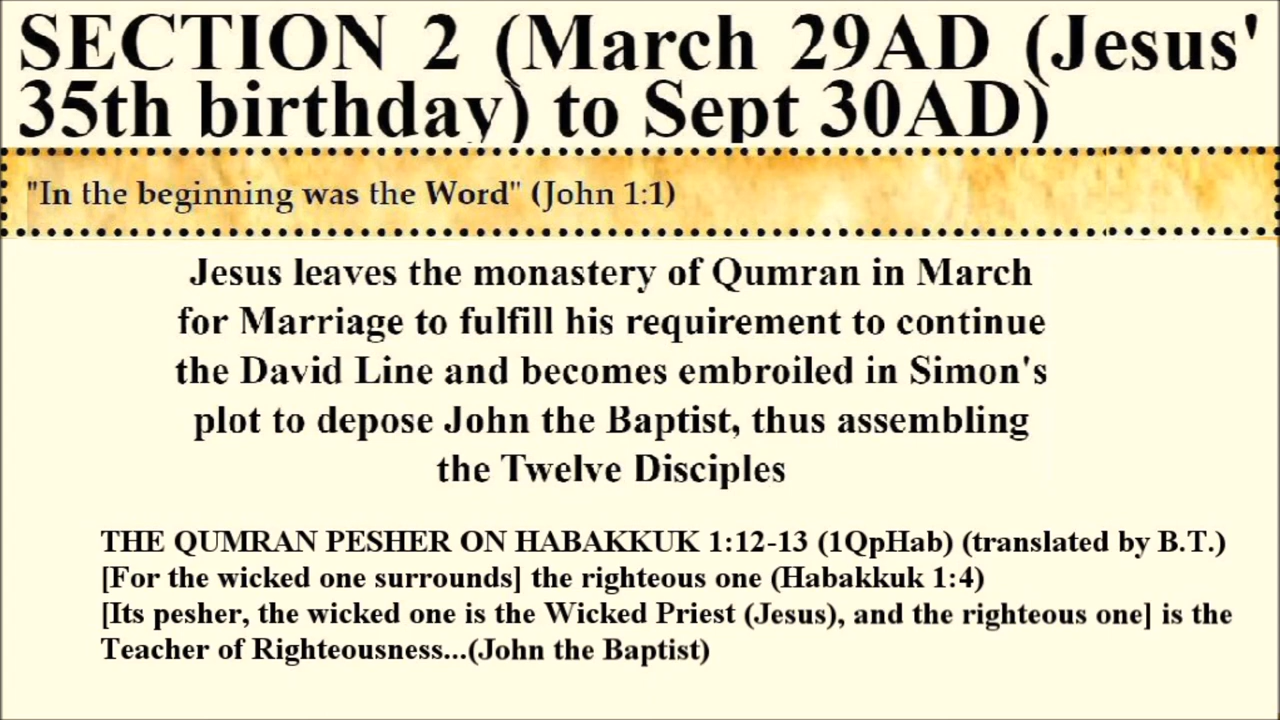 SECTION 2 (March 29AD (Jesus'
35th birthday) to Sept 30AD)
"In the beginning was the Word" (John 1:1)
Jesus leaves the monastery of Qumran in March
for Marriage to fulfill his requirement to continue
the David Line and becomes embroiled in Simon's
plot to depose John the Baptist, thus assembling
the Twelve Disciples
THE QUMRAN PESHER ON HABAKKUK 1:12-13 (1QpHab) (translated by B.T.)
[For the wicked one surrounds] the righteous one (Habakkuk 1:4)
[Its pesher, the wicked one is the Wicked Priest (Jesus), and the righteous one] is the
Teacher of Righteousness...(John the Baptist)